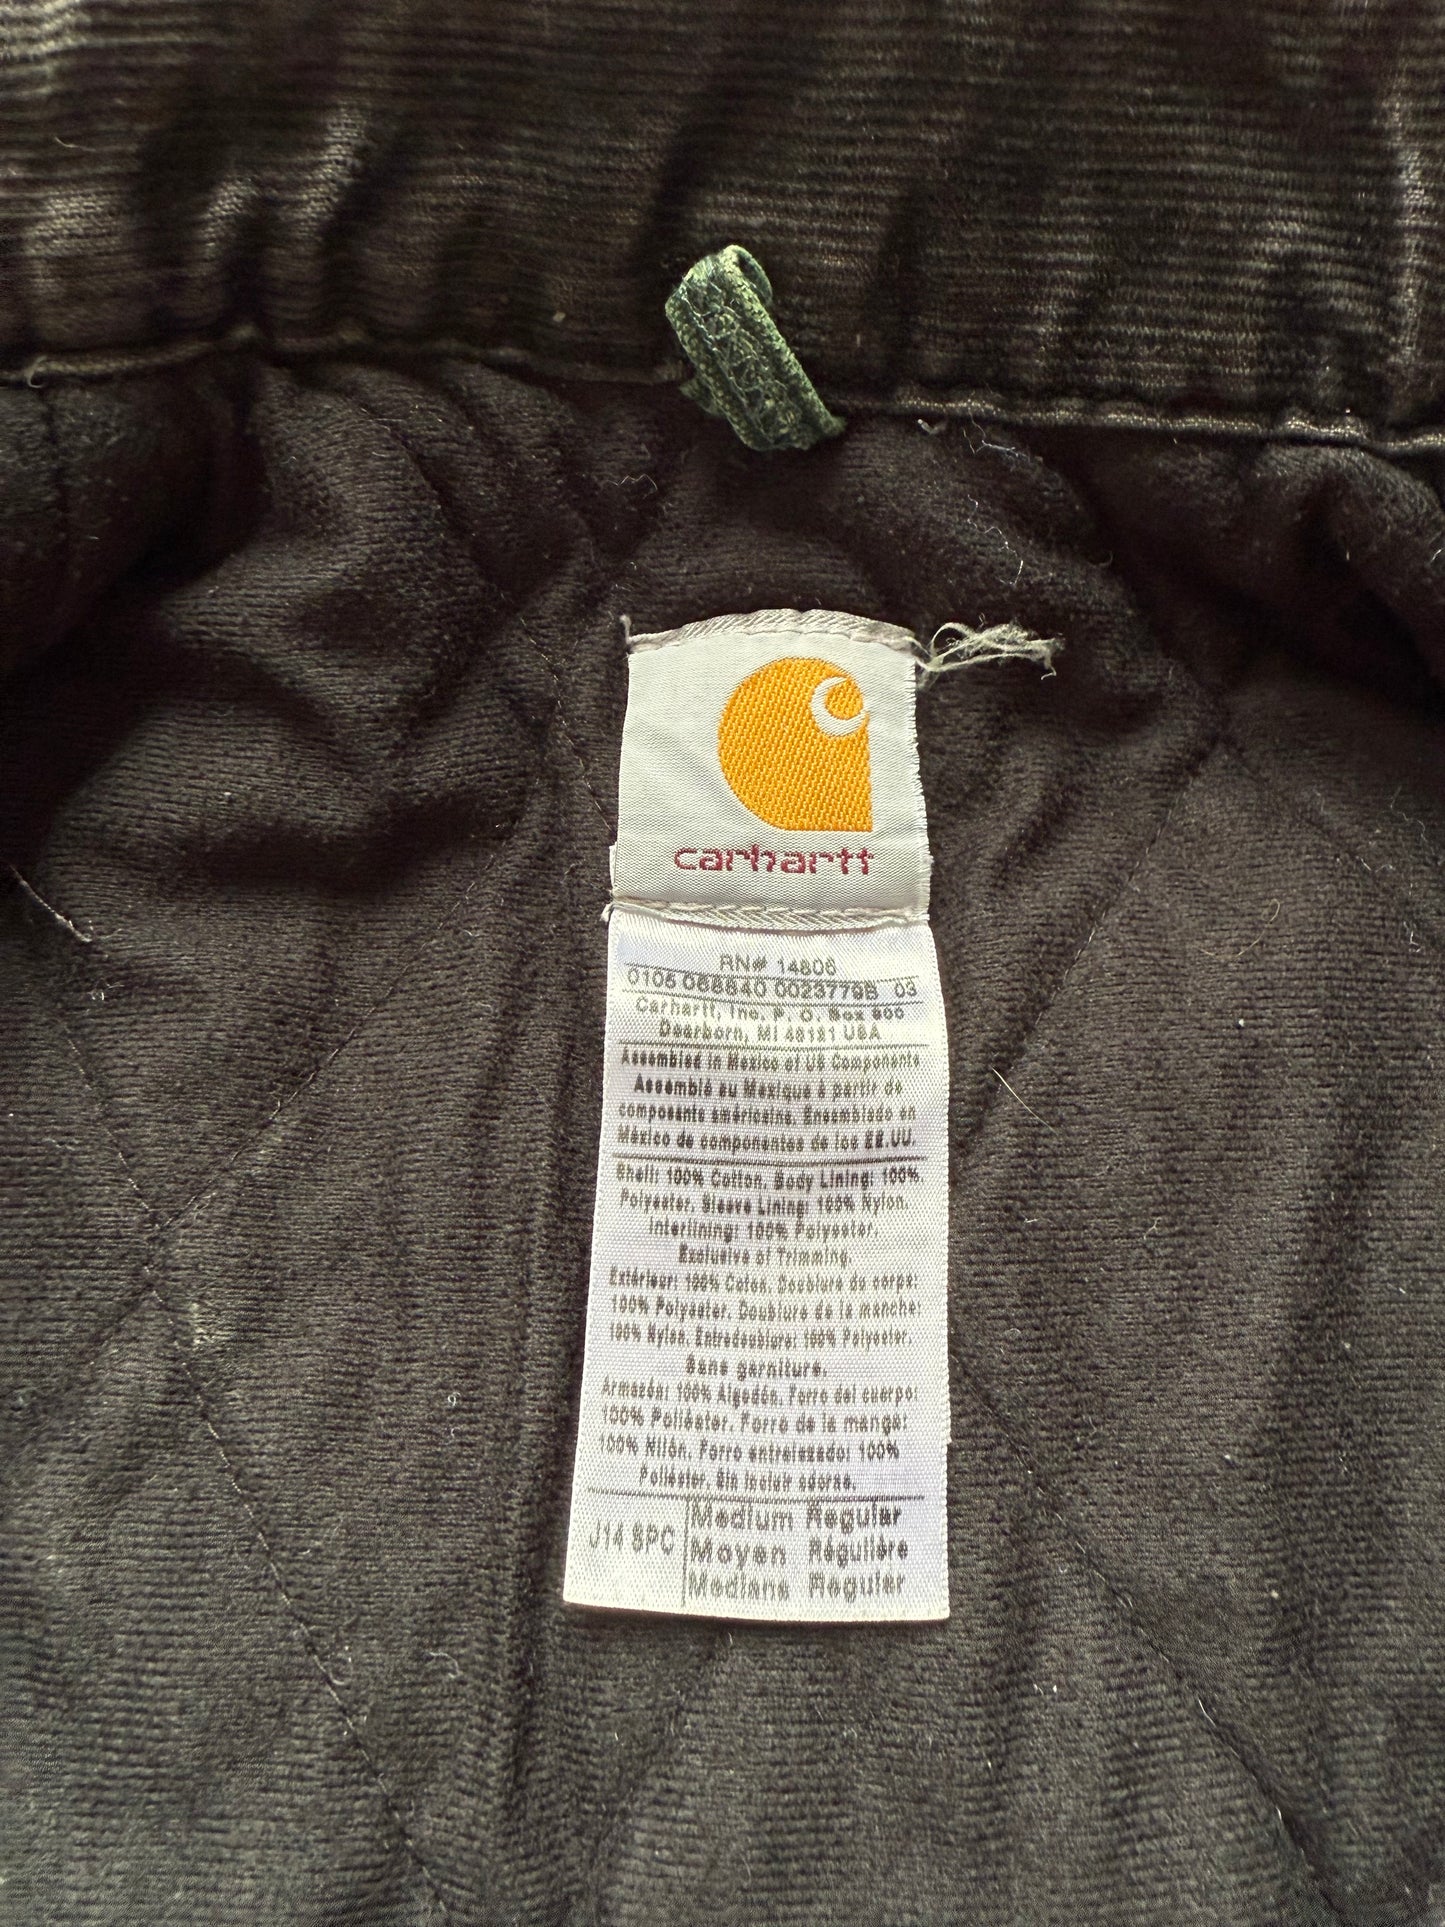 carhartt
RN# 14806
0105 088840 0023779B 03
Carhartt, Inc. P. O. Box 600
Dearborn, MI 48121 USA
Assembled in Mexico of US Components
Assemblé au Mexique à partir de
composants américains. Ensamblado en
México de componentes de los EE.UU.
Shell: 100% Cotton. Body Lining: 100%
Polyester. Sleeve Lining: 100% Nylon.
Interlining: 100% Polyester.
Exclusive of Trimming.
Extérieur: 100% Coton. Doublure du corps:
100% Polyester. Doublure de la manche:
100% Nylon. Entredoublure: 100% Polyester.
Sans garniture.
Armazón: 100% Algodón. Forro del cuerpo:
100% Poliéster. Forro de la manga:
100% Nilón. Forro entrelazado: 100%
Poliéster. Sin incluir adorns.
J14 SPC
Medium Regular
Moyen Régulière
Mediana Regular